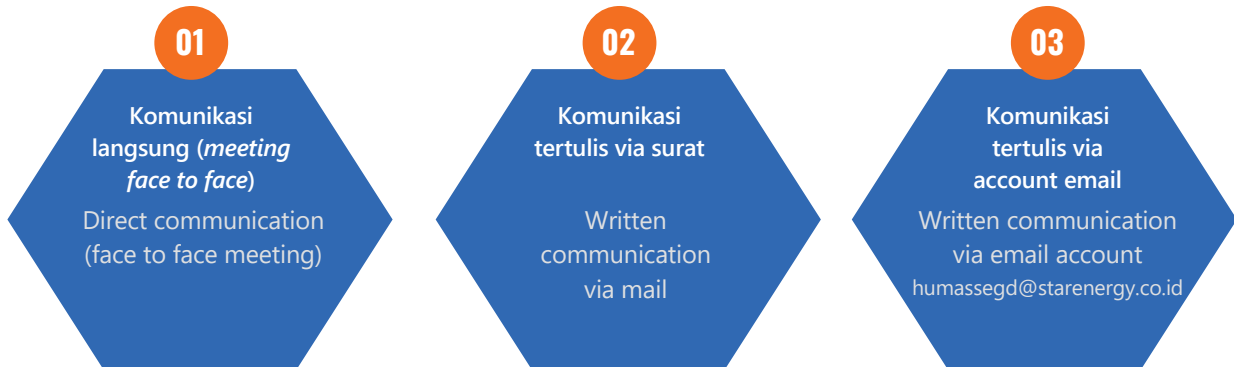 01
Komunikasi
langsung (meeting
face to face)
Direct communication
(face to face meeting)
02
Komunikasi
tertulis via surat
Written
communication
via mail
03
Komunikasi
tertulis via
account email
Written communication
via email account
humassegd@starenergy.co.id